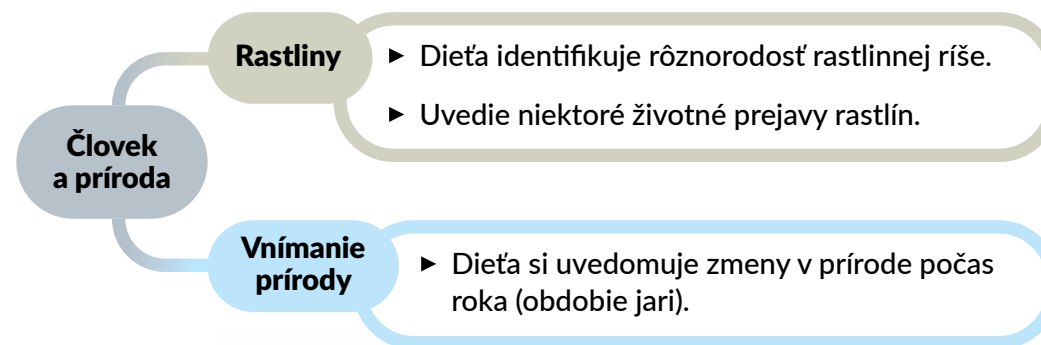 Človek
a príroda
Rastliny
► Dieťa identifikuje rôznorodosť rastlinnej ríše.
► Uvedie niektoré životné prejavy rastlín.
Vnímanie
prírody
► Dieťa si uvedomuje zmeny v prírode počas
roka (obdobie jari).